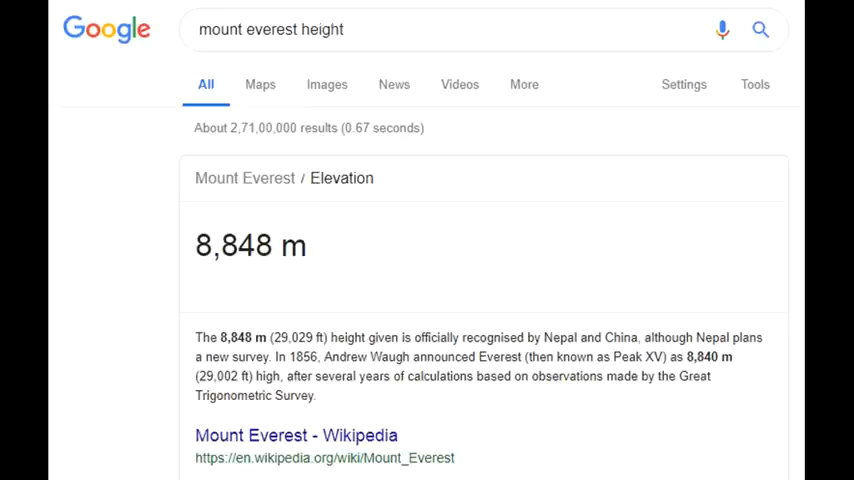 Google mount everest height
All Maps Images News Videos More Settings Tools
About 2,71,00,000 results (0.67 seconds)
Mount Everest / Elevation
8,848 m
The 8,848 m (29,029 ft) height given is officially recognised by Nepal and China, although Nepal plans
a new survey. In 1856, Andrew Waugh announced Everest (then known as Peak XV) as 8,840 m
(29,002 ft) high, after several years of calculations based on observations made by the Great
Trigonometric Survey.
Mount Everest - Wikipedia
https://en.wikipedia.org/wiki/Mount_Everest